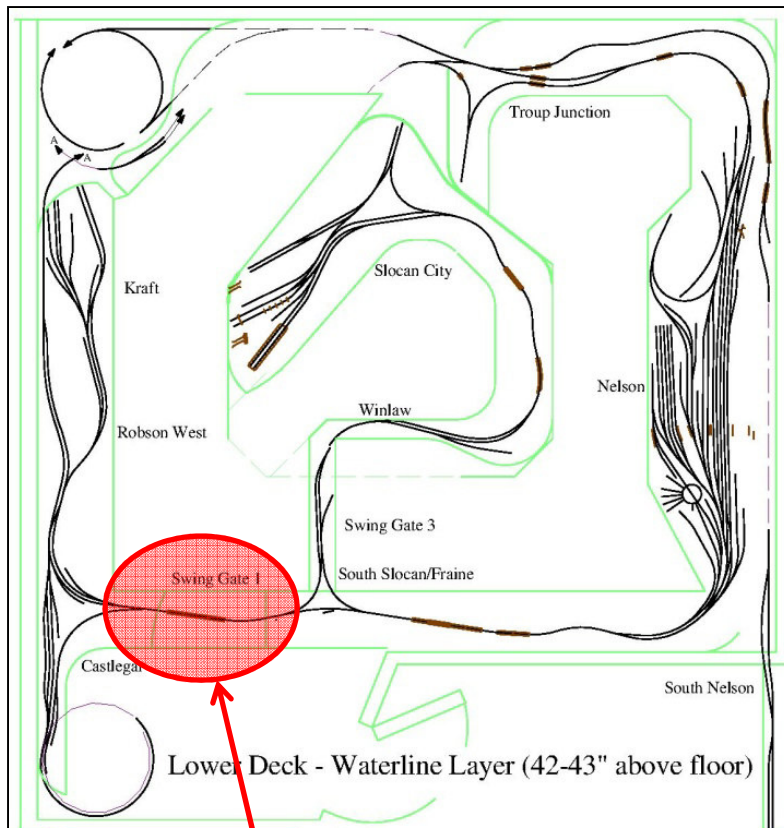 Troup Junction
A
A
Slocan City
Kraft
Nelson
Winlaw
Robson West
Swing Gate 3
Swing Gate 1
South Slocan/Fraine
Castlegar
South Nelson
Lower Deck - Waterline Layer (42-43" above floor)